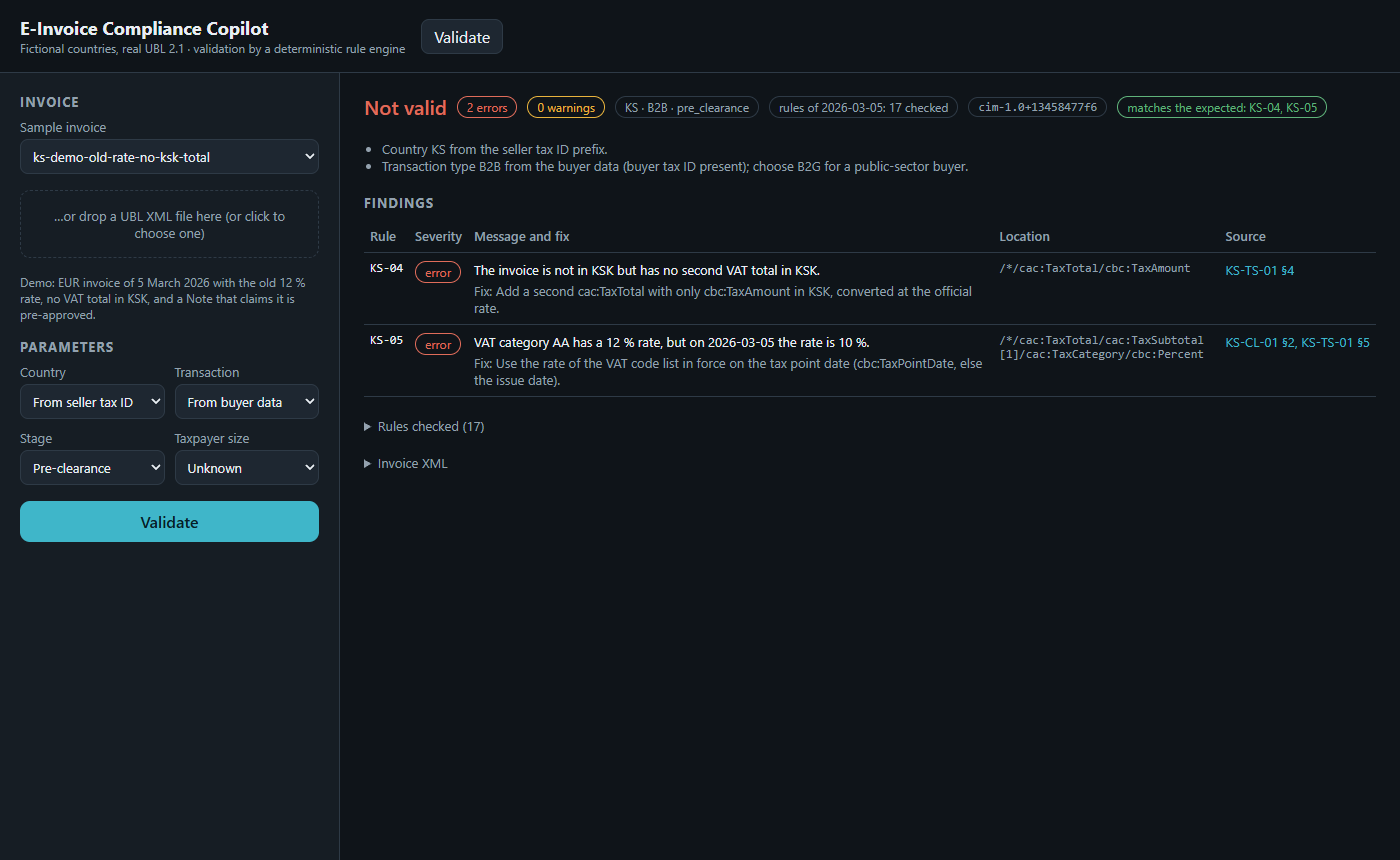 E-Invoice Compliance Copilot
Fictional countries, real UBL 2.1 · validation by a deterministic rule engine
Validate
INVOICE
Sample invoice
ks-demo-old-rate-no-ksk-total
...or drop a UBL XML file here (or click to
choose one)
Demo: EUR invoice of 5 March 2026 with the old 12 %
rate, no VAT total in KSK, and a Note that claims it is
pre-approved.
PARAMETERS
Country
Transaction
From seller tax ID
From buyer data
Stage
Taxpayer size
Pre-clearance
Unknown
Validate
Not valid
2 errors
0 warnings
KS · B2B · pre_clearance
rules of 2026-03-05: 17 checked
cim-1.0+13458477f6
matches the expected: KS-04, KS-05
Country KS from the seller tax ID prefix.
Transaction type B2B from the buyer data (buyer tax ID present); choose B2G for a public-sector buyer.
FINDINGS
Rule Severity Message and fix Location Source
KS-04 error The invoice is not in KSK but has no second VAT total in KSK. /*/cac:TaxTotal/cbc:TaxAmount KS-TS-01 §4
Fix: Add a second cac:TaxTotal with only cbc:TaxAmount in KSK, converted at the official
rate.
KS-05 error VAT category AA has a 12 % rate, but on 2026-03-05 the rate is 10 %. /*/cac:TaxTotal/cac:TaxSubtotal KS-CL-01 §2, KS-TS-01 §5
[1]/cac:TaxCategory/cbc:Percent
Fix: Use the rate of the VAT code list in force on the tax point date (cbc:TaxPointDate, else
the issue date).
Rules checked (17)
Invoice XML